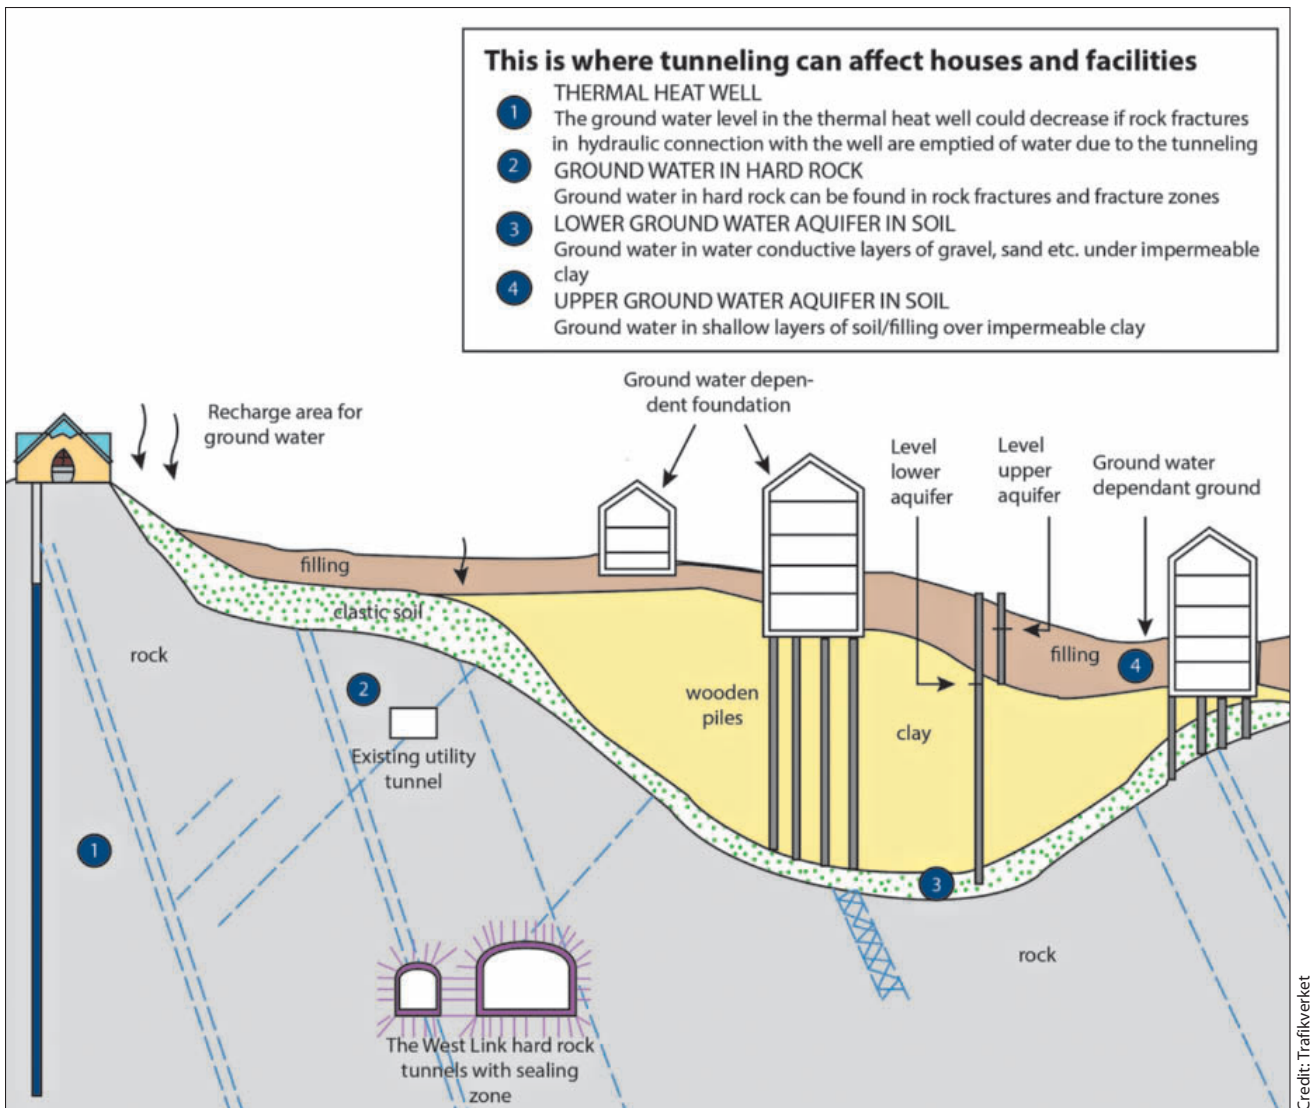 This is where tunneling can affect houses and facilities
1
THERMAL HEAT WELL
The ground water level in the thermal heat well could decrease if rock fractures
in hydraulic connection with the well are emptied of water due to the tunneling
2
GROUND WATER IN HARD ROCK
Ground water in hard rock can be found in rock fractures and fracture zones
3
LOWER GROUND WATER AQUIFER IN SOIL
Ground water in water conductive layers of gravel, sand etc. under impermeable
clay
4
UPPER GROUND WATER AQUIFER IN SOIL
Ground water in shallow layers of soil/filling over impermeable clay
Recharge area for
ground water
Ground water depen-
dent foundation
Level
lower
aquifer
Level
upper
aquifer
Ground water
dependant ground
filling
clastic soil
rock
2
Existing utility
tunnel
wooden
piles
clay
filling
4
1
3
rock
The West Link hard rock
tunnels with sealing
zone
Credit: Trafikverket